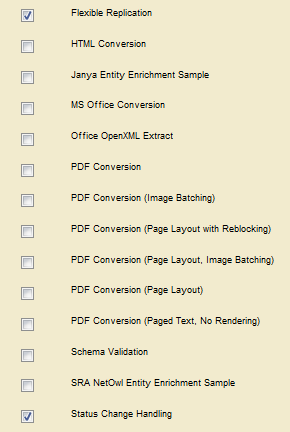 Flexible Replication
HTML Conversion
Janya Entity Enrichment Sample
MS Office Conversion
Office OpenXML Extract
PDF Conversion
PDF Conversion (Image Batching)
PDF Conversion (Page Layout with Reblocking)
PDF Conversion (Page Layout, Image Batching)
PDF Conversion (Page Layout)
PDF Conversion (Paged Text, No Rendering)
Schema Validation
SRA NetOwl Entity Enrichment Sample
Status Change Handling